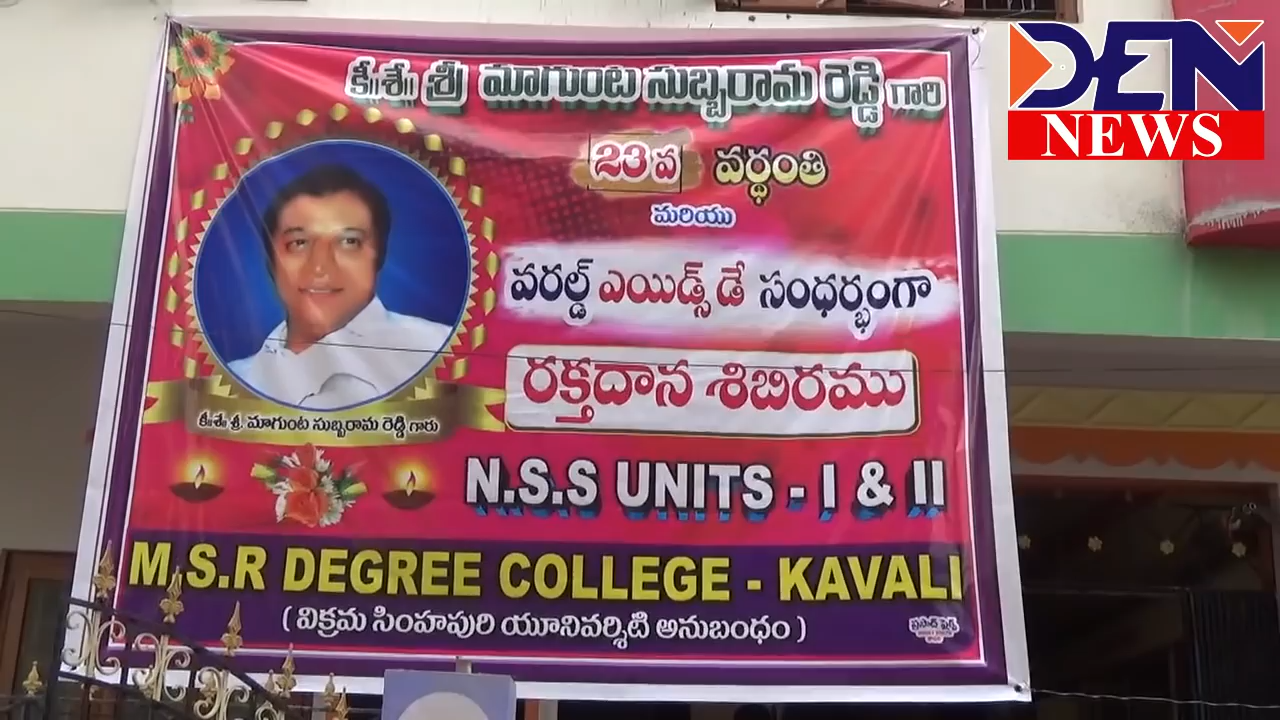 కీ॥శే॥ శ్రీ మాగుంట సుబ్బరామ రెడ్డి గారి
23వ వర్ధంతి
మరియు
వరల్డ్ ఎయిడ్స్ డే సంధర్భంగా
రక్తదాన శిబిరము
కీ॥శే॥ శ్రీ. మాగుంట సుబ్బరామ రెడ్డి గారు
N.S.S UNITS - I & II
M.S.R DEGREE COLLEGE - KAVALI
( విక్రమ సింహపురి యూనివర్శిటి అనుబంధం )
DEN
NEWS